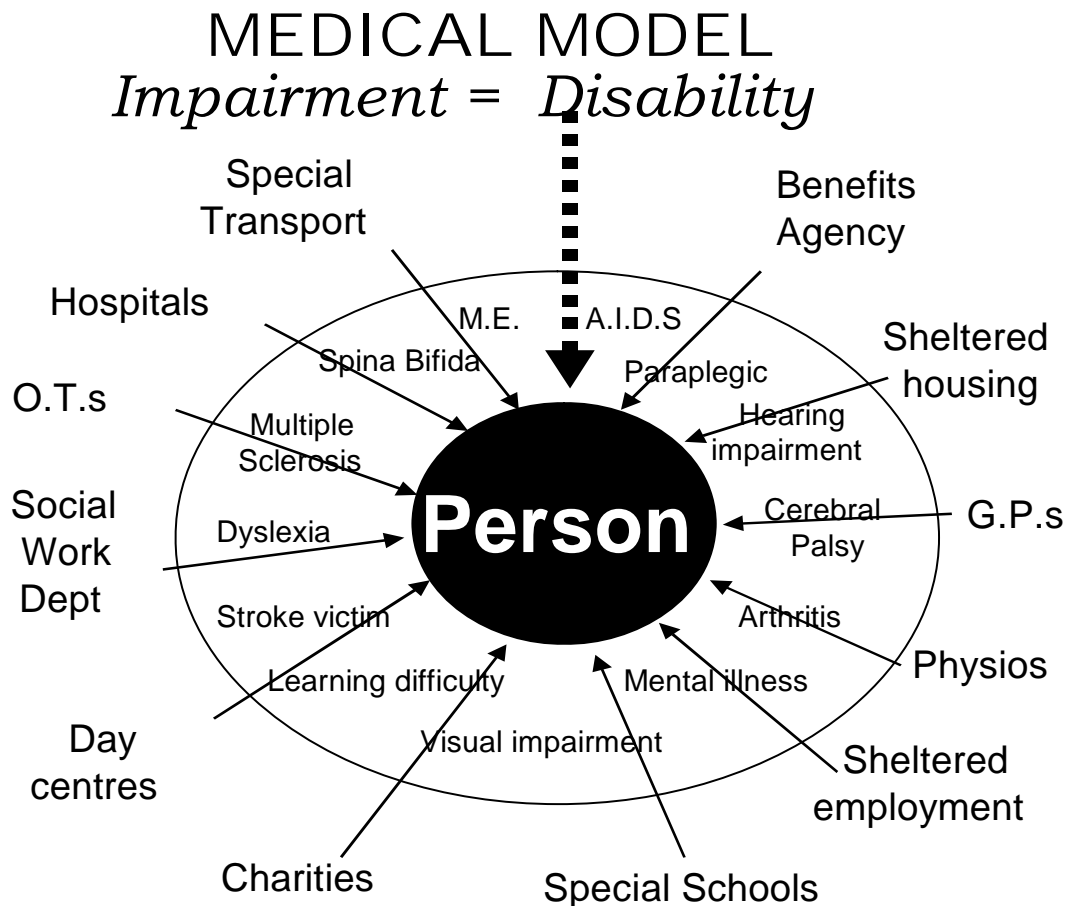 MEDICAL MODEL
Impairment = Disability
Special
Transport
Benefits
Agency
Hospitals
M.E.
A.I.D.S
Sheltered
housing
Spina Bifida
Paraplegic
O.T.s
Multiple
Sclerosis
Hearing
impairment
Social
Work
Dept
Dyslexia
Person
Cerebral
Palsy
G.P.s
Stroke victim
Arthritis
Physios
Learning difficulty
Mental illness
Day
centres
Visual impairment
Sheltered
employment
Charities
Special Schools